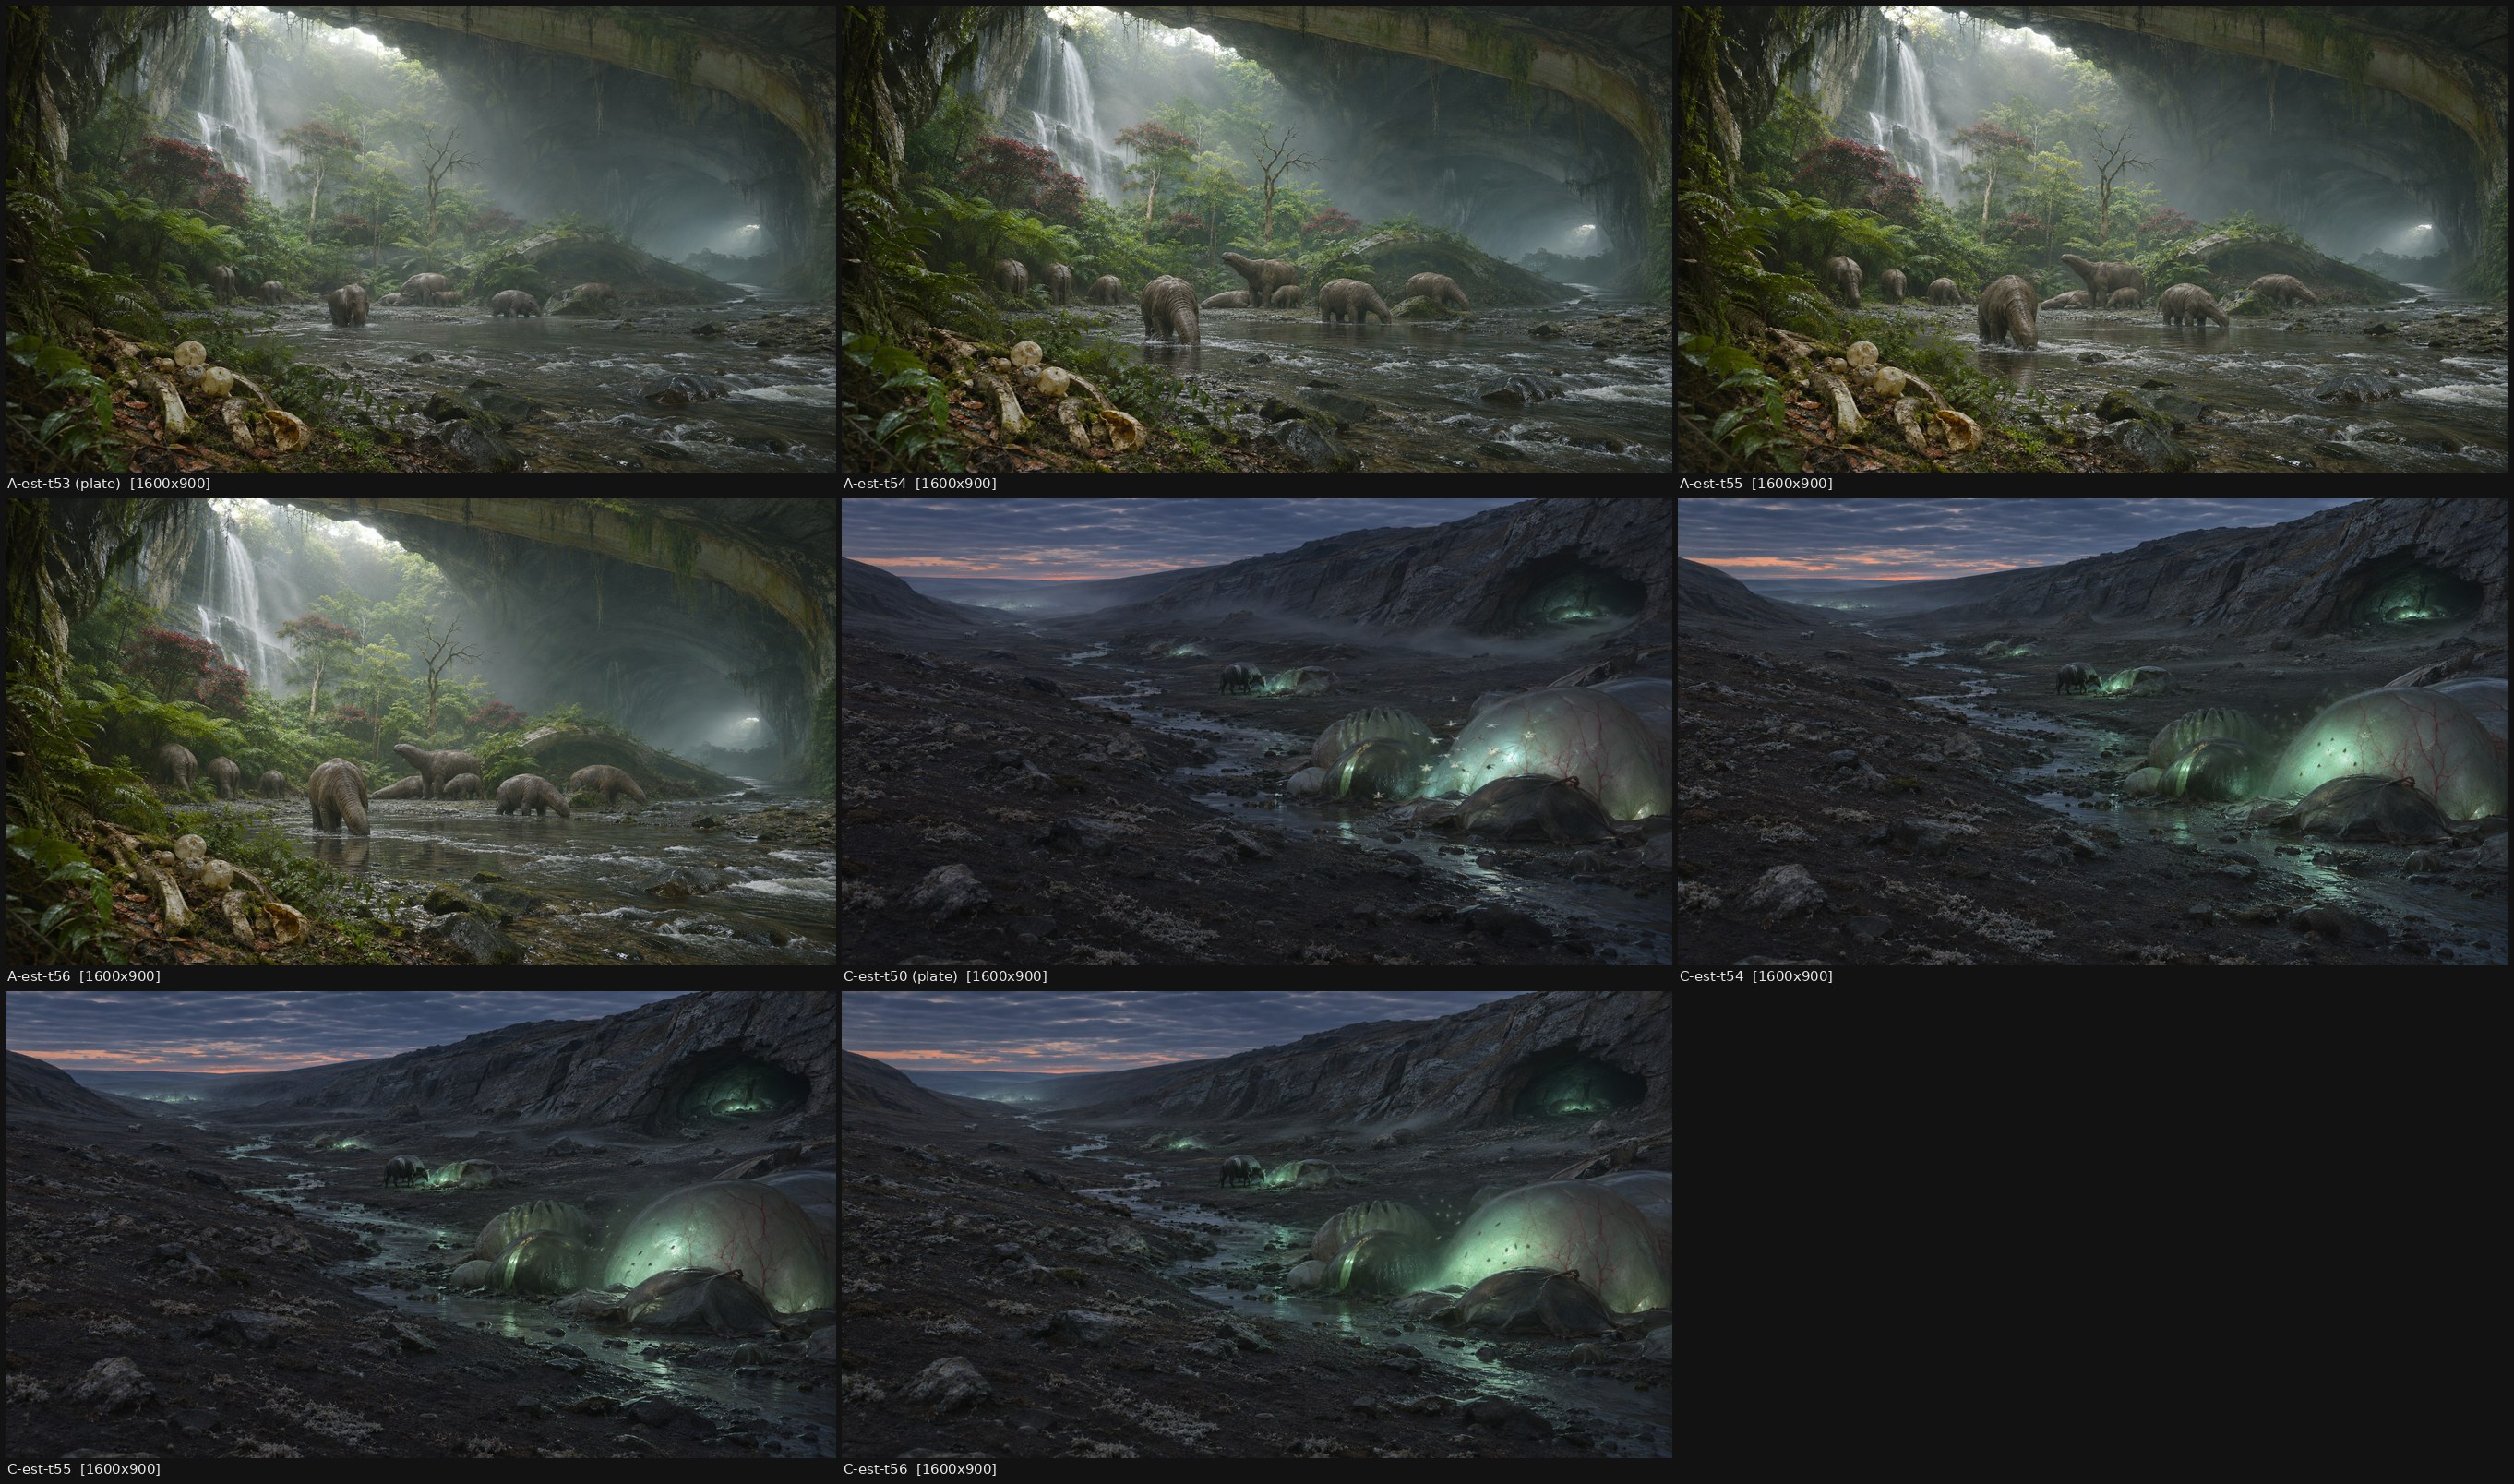 A-est-t53 (plate) [1600x900]
A-est-t54 [1600x900]
A-est-t55 [1600x900]
A-est-t56 [1600x900]
C-est-t50 (plate) [1600x900]
C-est-t54 [1600x900]
C-est-t55 [1600x900]
C-est-t56 [1600x900]